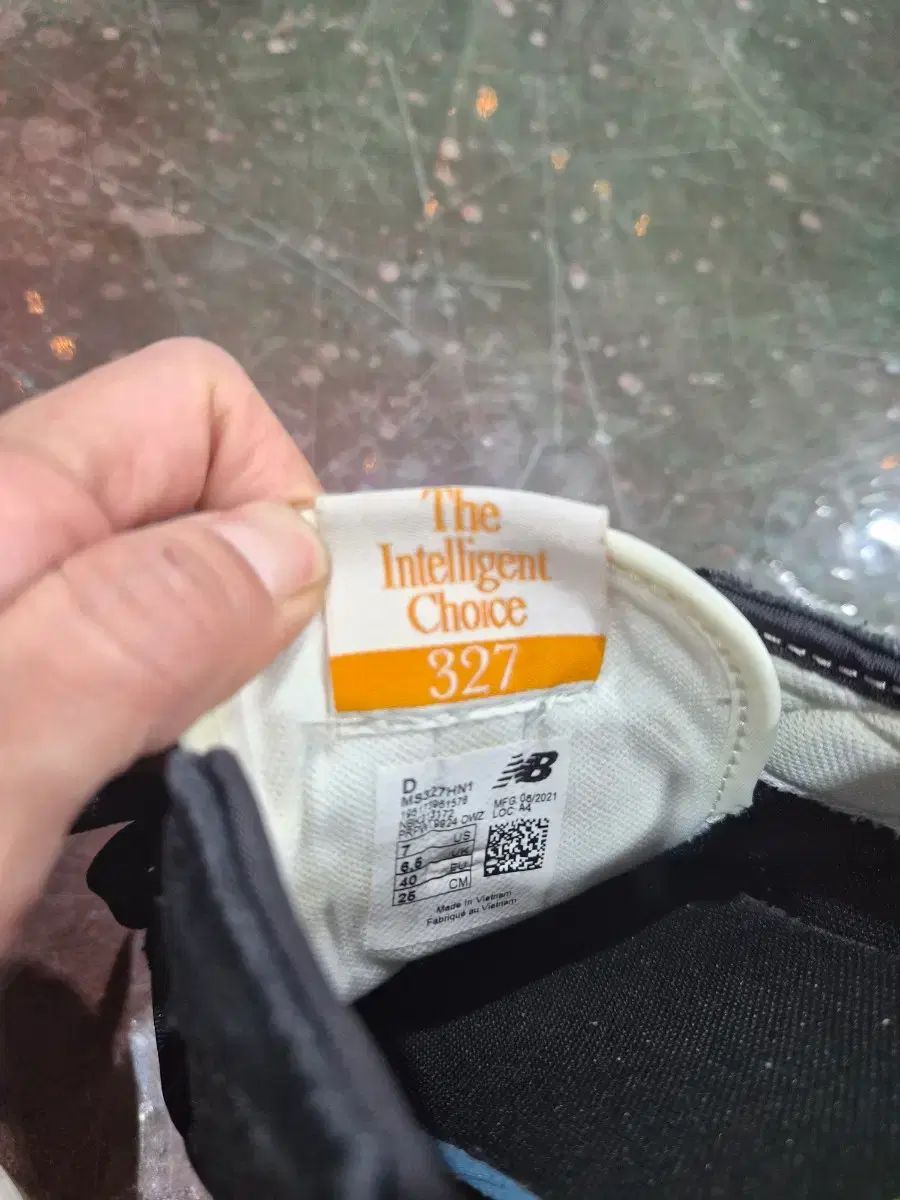 The
Intelligent
Choice
327
D
MS327HN1
MFG 06/2021
LOC A4
7 US
6.5 UK
40 EU
25 CM
Made in Vietnam
Fabriqué au Vietnam